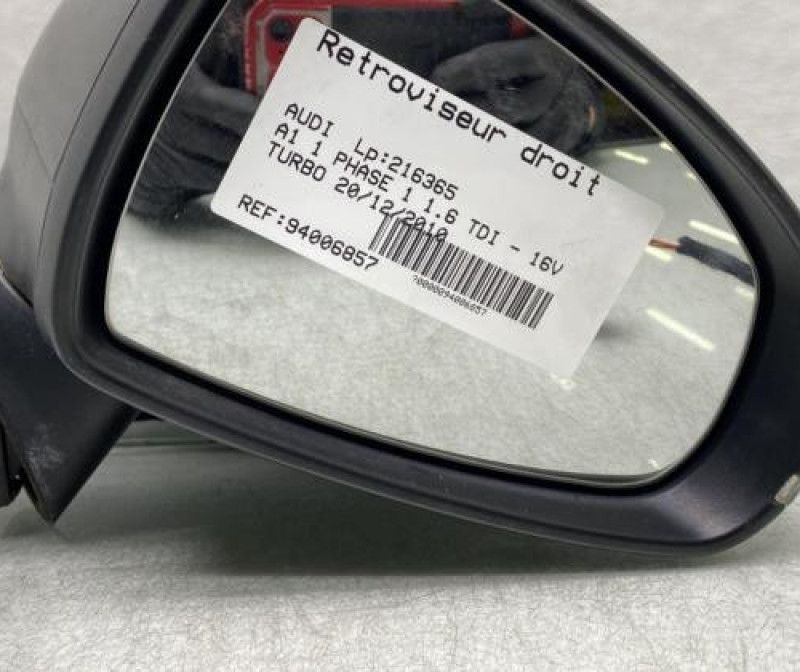 Retroviseur droit
AUDI Lp:216365
A1 1 PHASE 1 1.6 TDI - 16V
TURBO 20/12/2010
REF:94006857
?0000094006857